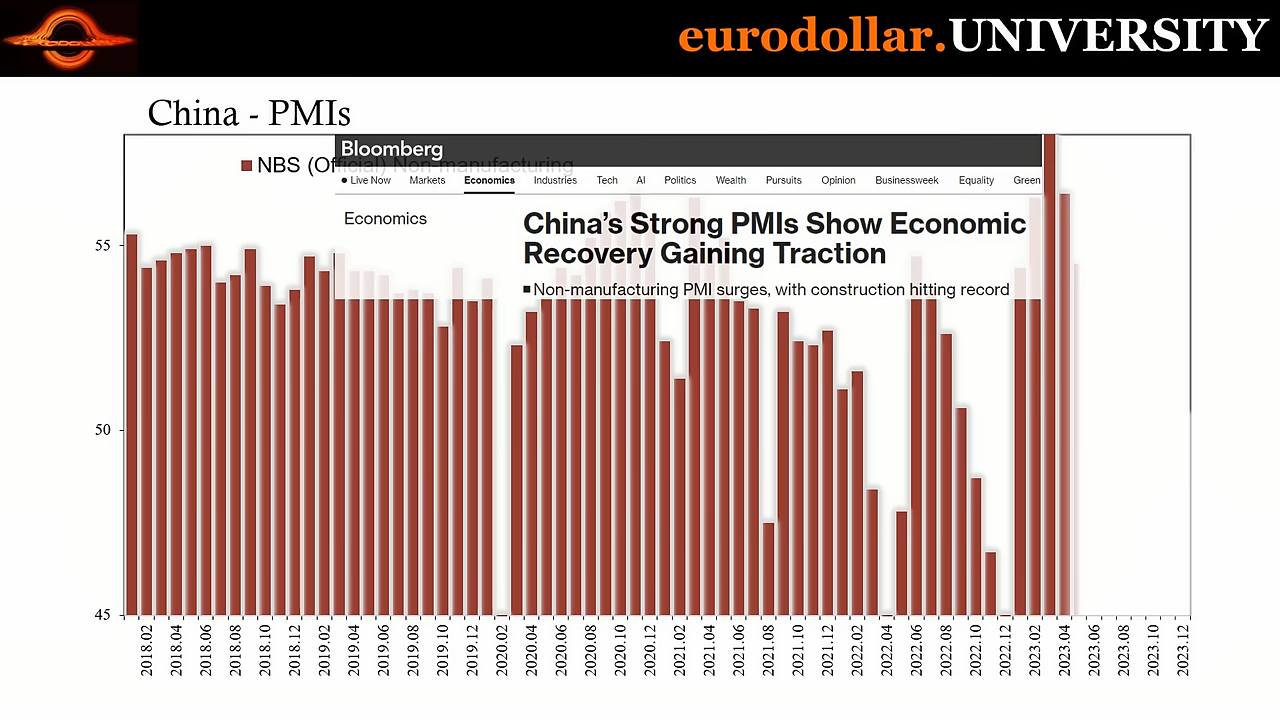 eurodollar.UNIVERSITY
China - PMIs
Bloomberg
NBS (Official) Non-manufacturing
Live Now Markets Economics Industries Tech AI Politics Wealth Pursuits Opinion Businessweek Equality Green
Economics
China's Strong PMIs Show Economic
Recovery Gaining Traction
Non-manufacturing PMI surges, with construction hitting record
55
50
45
2018.02 2018.04 2018.06 2018.08 2018.10 2018.12 2019.02 2019.04 2019.06 2019.08 2019.10 2019.12 2020.02 2020.04 2020.06 2020.08 2020.10 2020.12 2021.02 2021.04 2021.06 2021.08 2021.10 2021.12 2022.02 2022.04 2022.06 2022.08 2022.10 2022.12 2023.02 2023.04 2023.06 2023.08 2023.10 2023.12